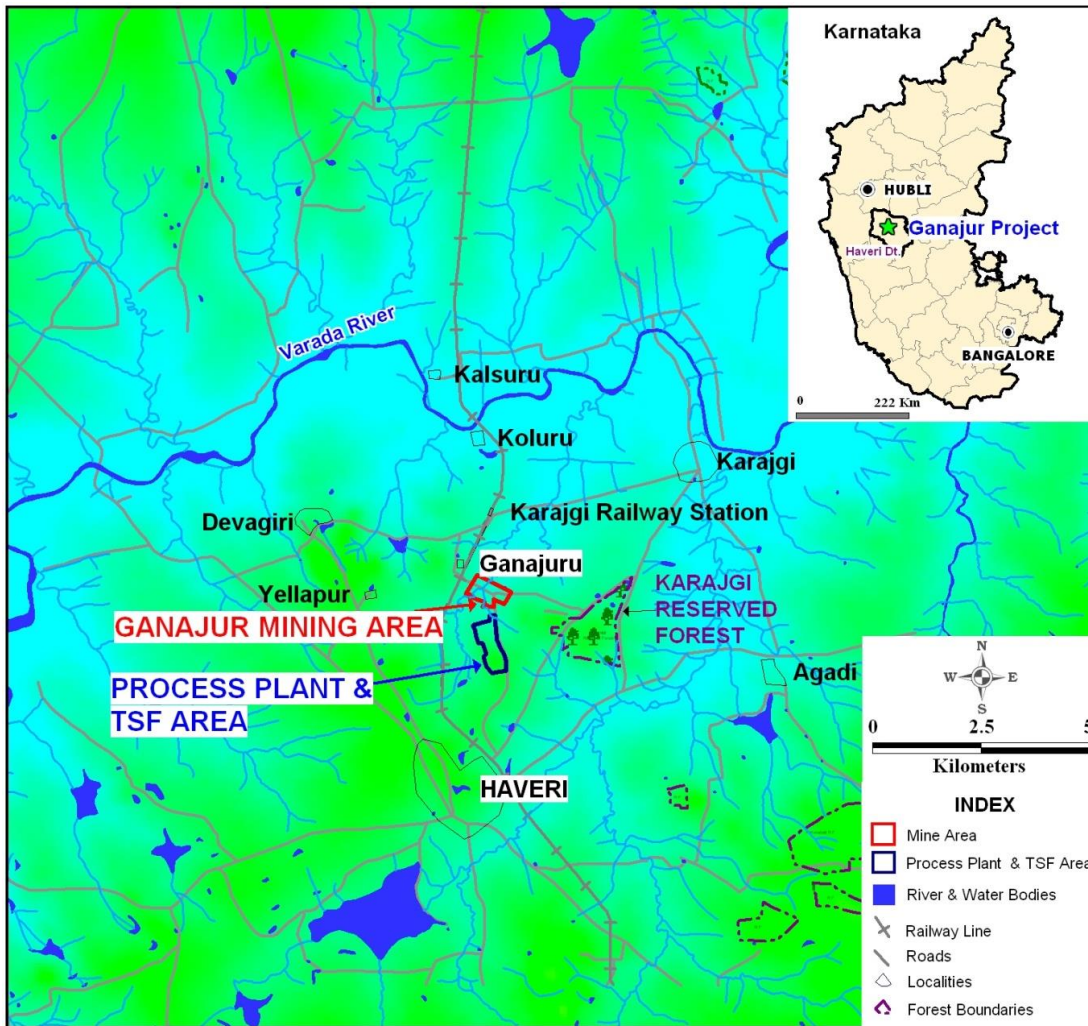 Karnataka
HUBLI
Ganajur Project
Haveri Dt.
BANGALORE
0 222 Km
Varada River
Kalsuru
Koluru
Karajgi
Karajgi Railway Station
Devagiri
Ganajuru
Yellapur
GANAJUR MINING AREA
KARAJGI
RESERVED
FOREST
PROCESS PLANT &
TSF AREA
Agadi
HAVERI
N
W E
S
0 2.5 5
Kilometers
INDEX
Mine Area
Process Plant & TSF Area
River & Water Bodies
Railway Line
Roads
Localities
Forest Boundaries